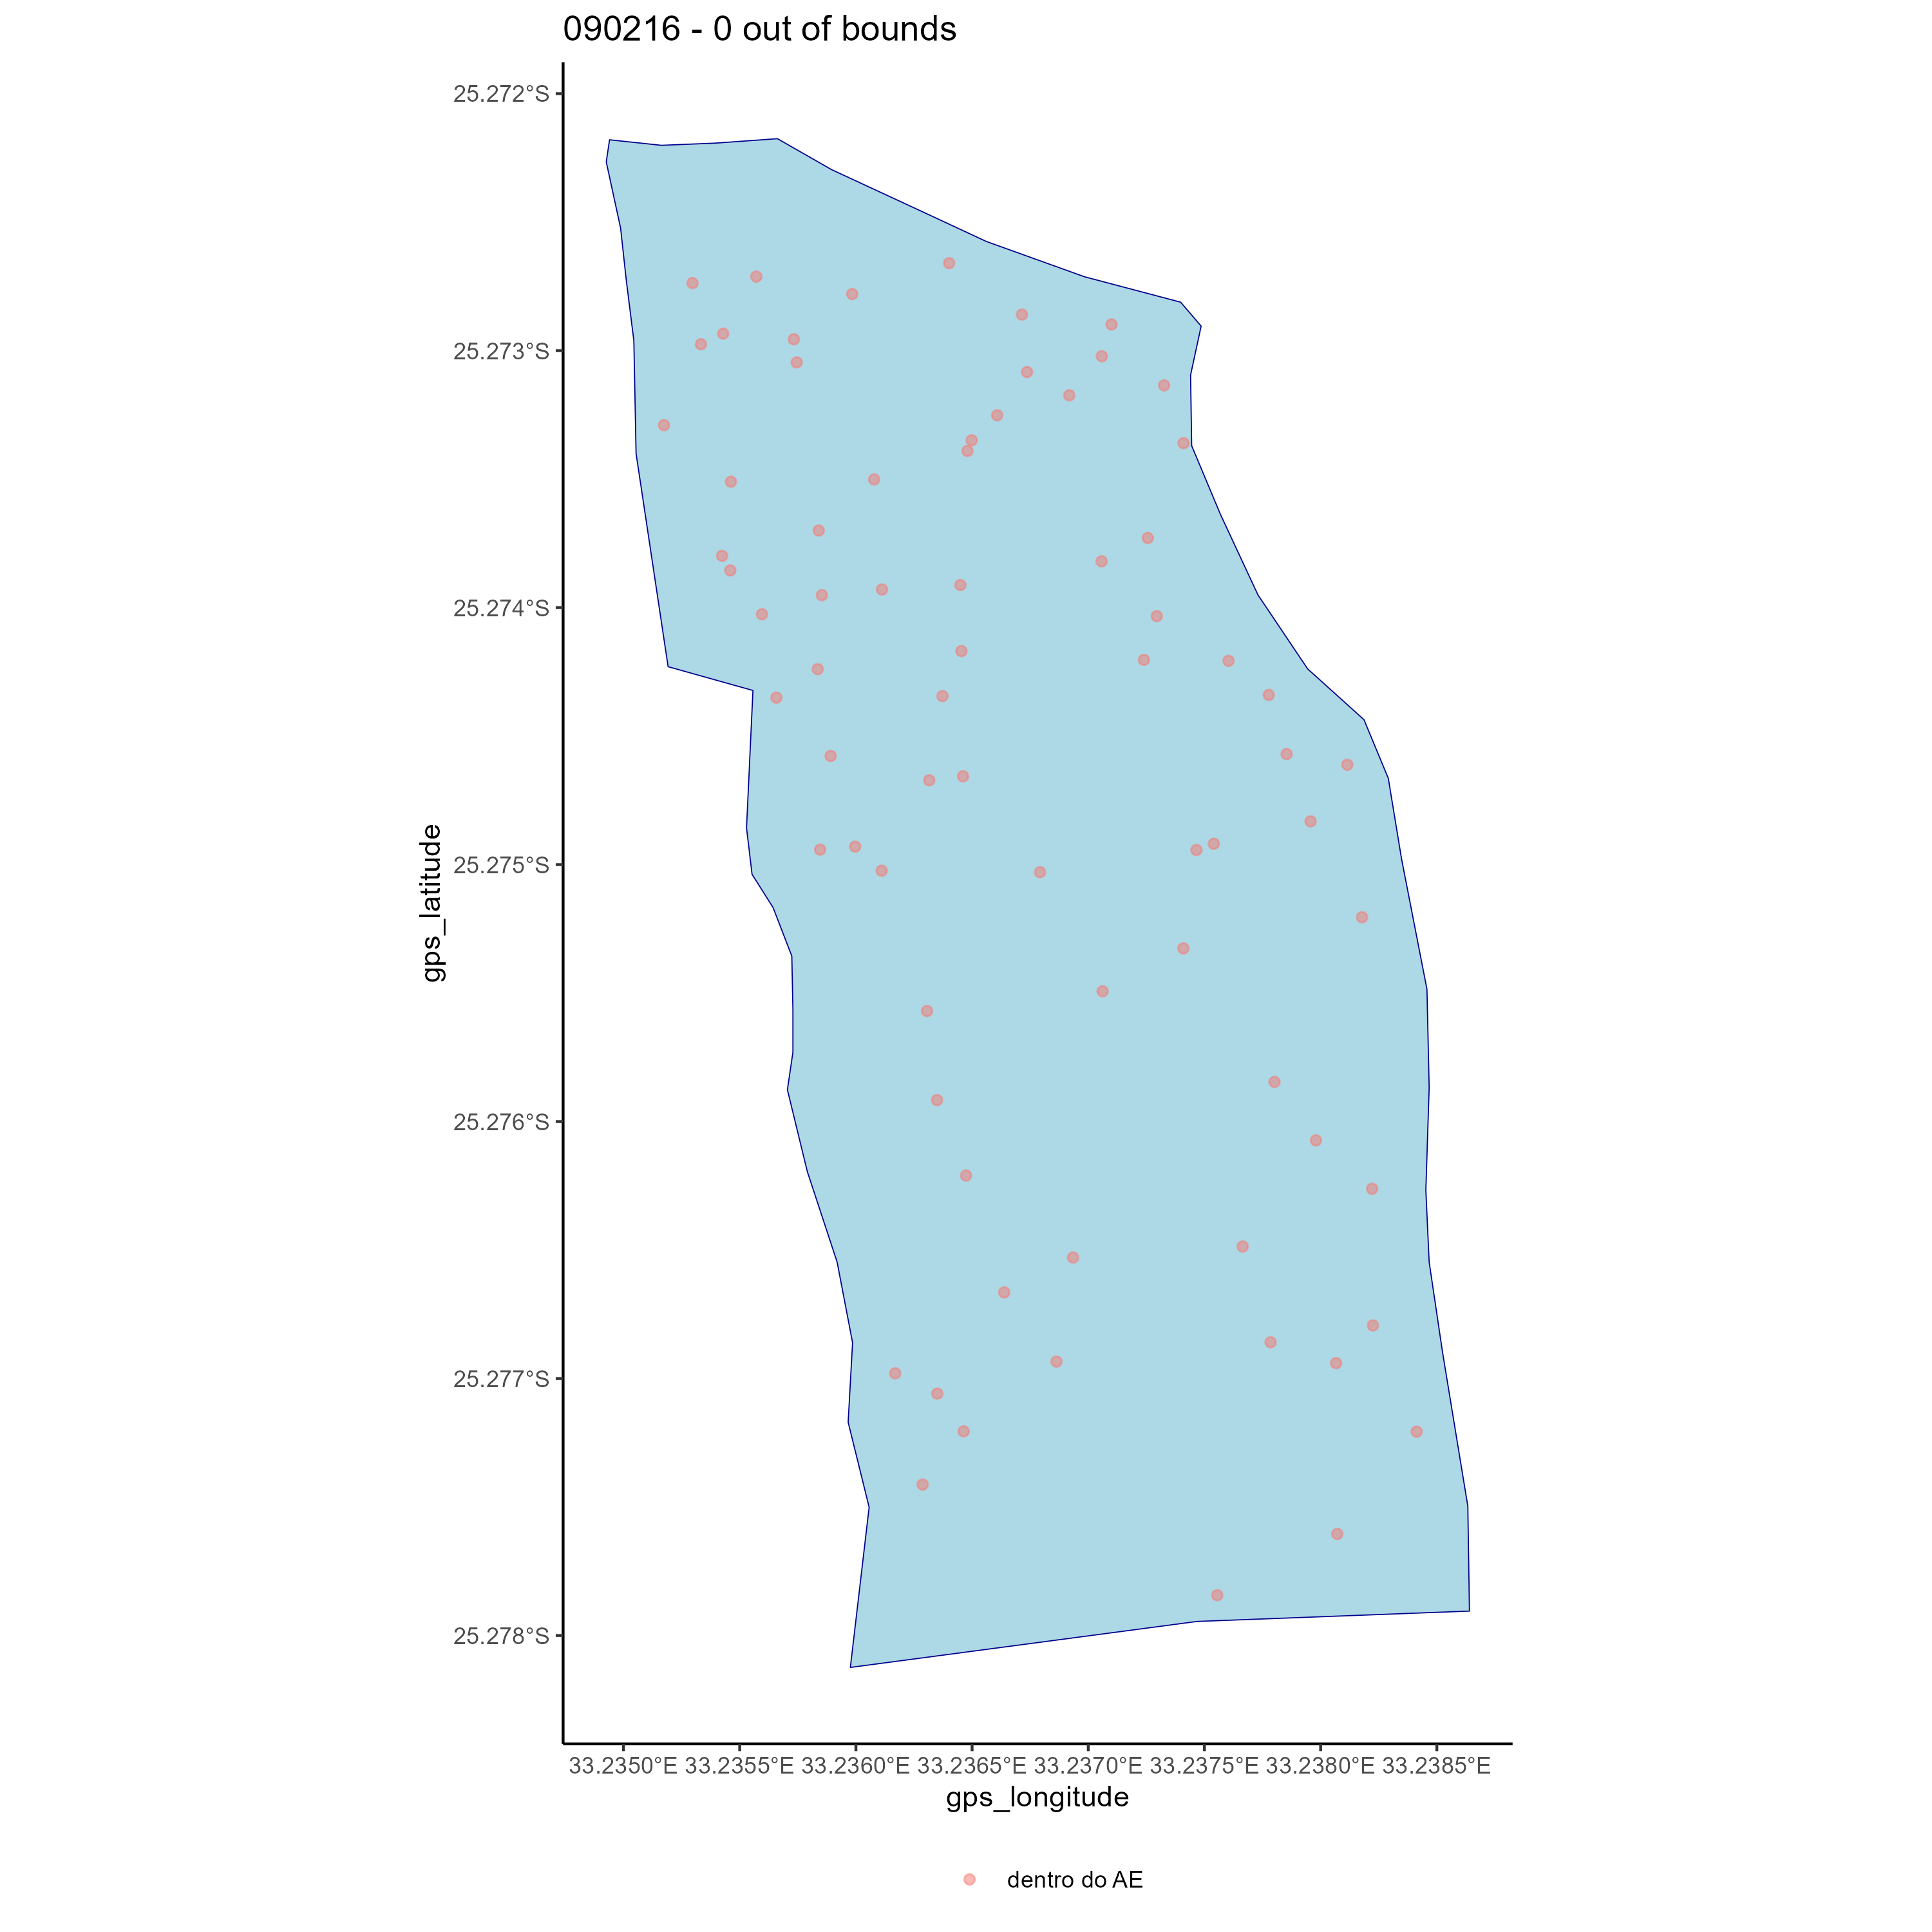 090216 - 0 out of bounds
25.272°S
25.273°S
25.274°S
25.275°S
25.276°S
25.277°S
25.278°S
gps_latitude
33.2350°E 33.2355°E 33.2360°E 33.2365°E 33.2370°E 33.2375°E 33.2380°E 33.2385°E
gps_longitude
dentro do AE